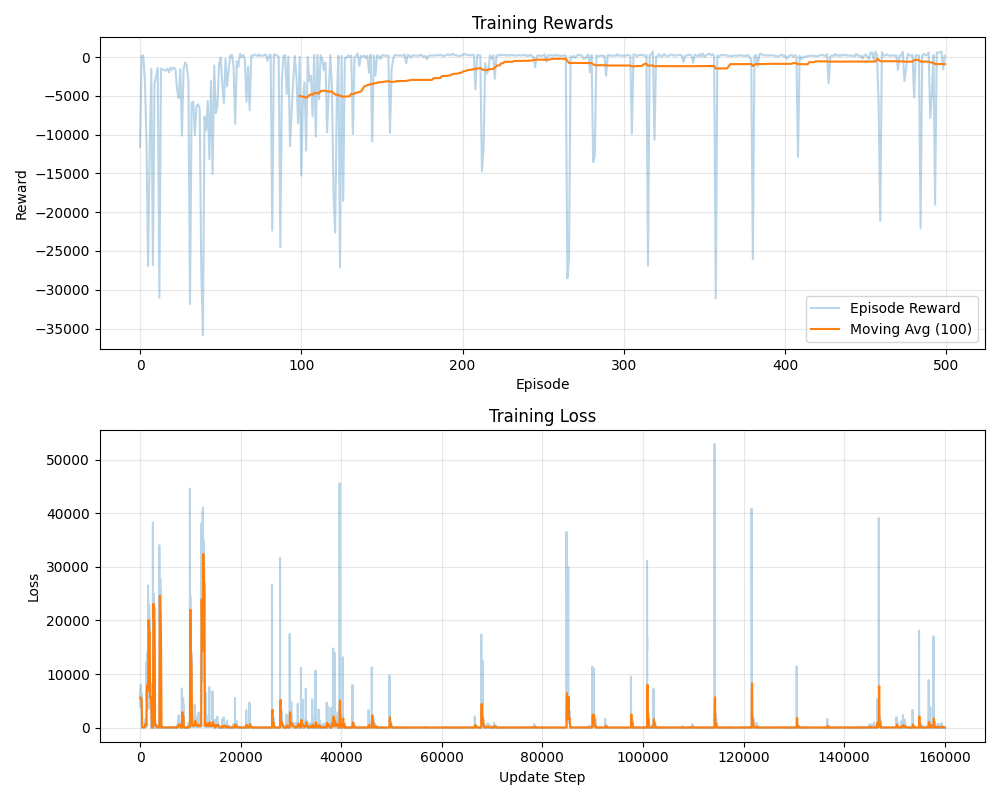 Training Rewards
0
−5000
−10000
−15000
−20000
−25000
−30000
−35000
Reward
Episode Reward
Moving Avg (100)
0 100 200 300 400 500
Episode
Training Loss
50000
40000
30000
20000
10000
0
Loss
0 20000 40000 60000 80000 100000 120000 140000 160000
Update Step